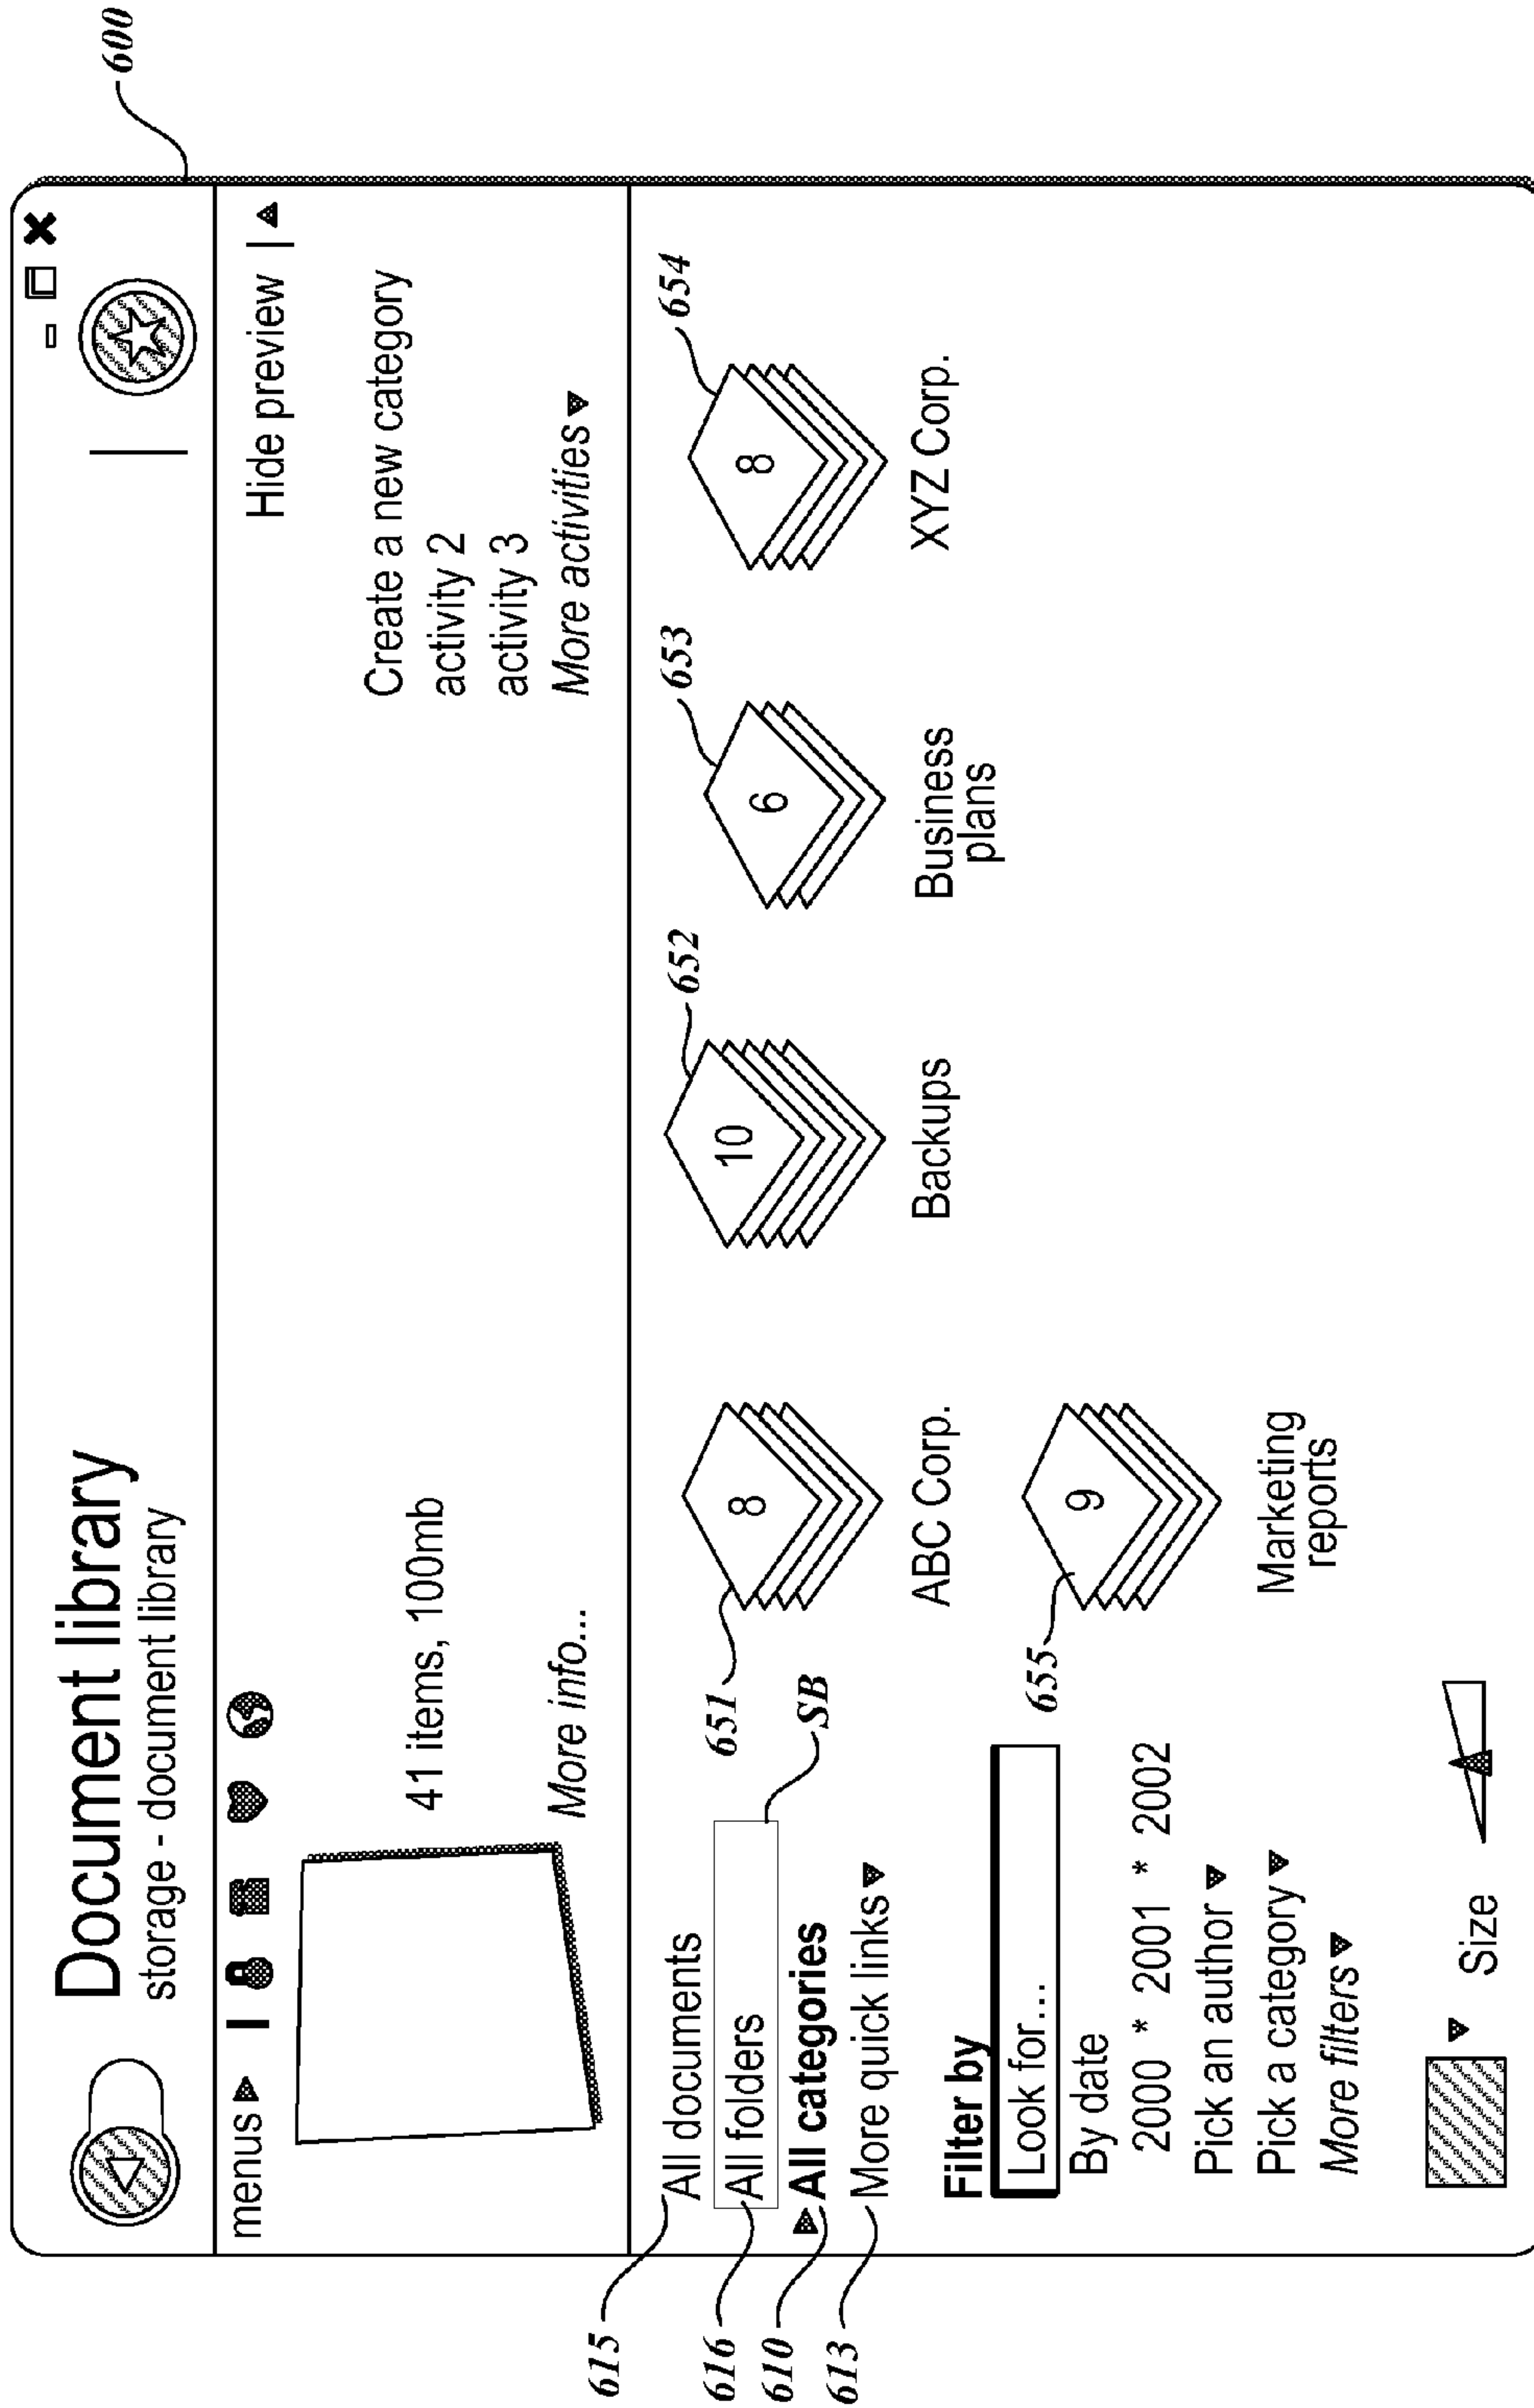 600
Document library
storage - document library
menus
Hide preview
41 items, 100mb
More info...
Create a new category
activity 2
activity 3
More activities
615
All documents
616
All folders
SB
610
All categories
613
More quick links
Filter by
Look for...
By date
2000 * 2001 * 2002
Pick an author
Pick a category
More filters
Size
651
8
ABC Corp.
652
10
Backups
653
6
Business
plans
654
8
XYZ Corp.
655
9
Marketing
reports